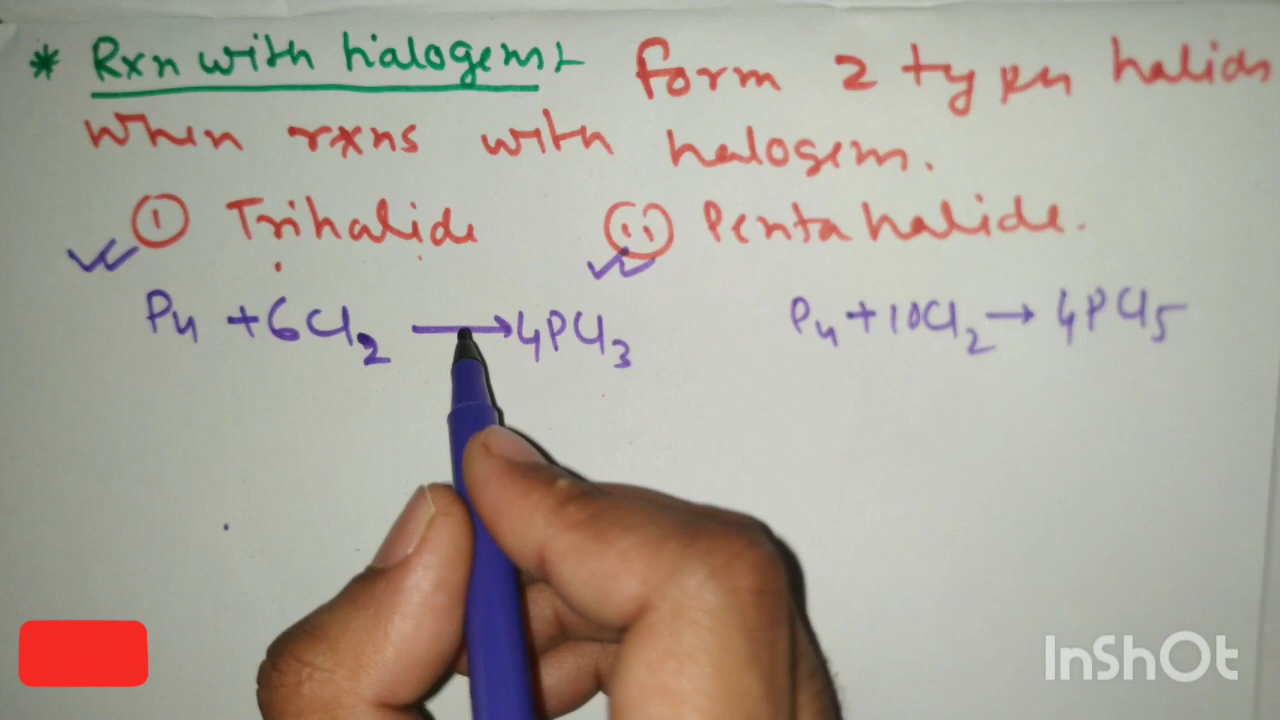 * Rxn with halogens Form 2 types halides
when rxns with halogens.
① Trihalide ⓘⓘ Pentahalide.
P4 + 6Cl2 → 4PCl3 P4 + 10Cl2 → 4PCl5
InShOt